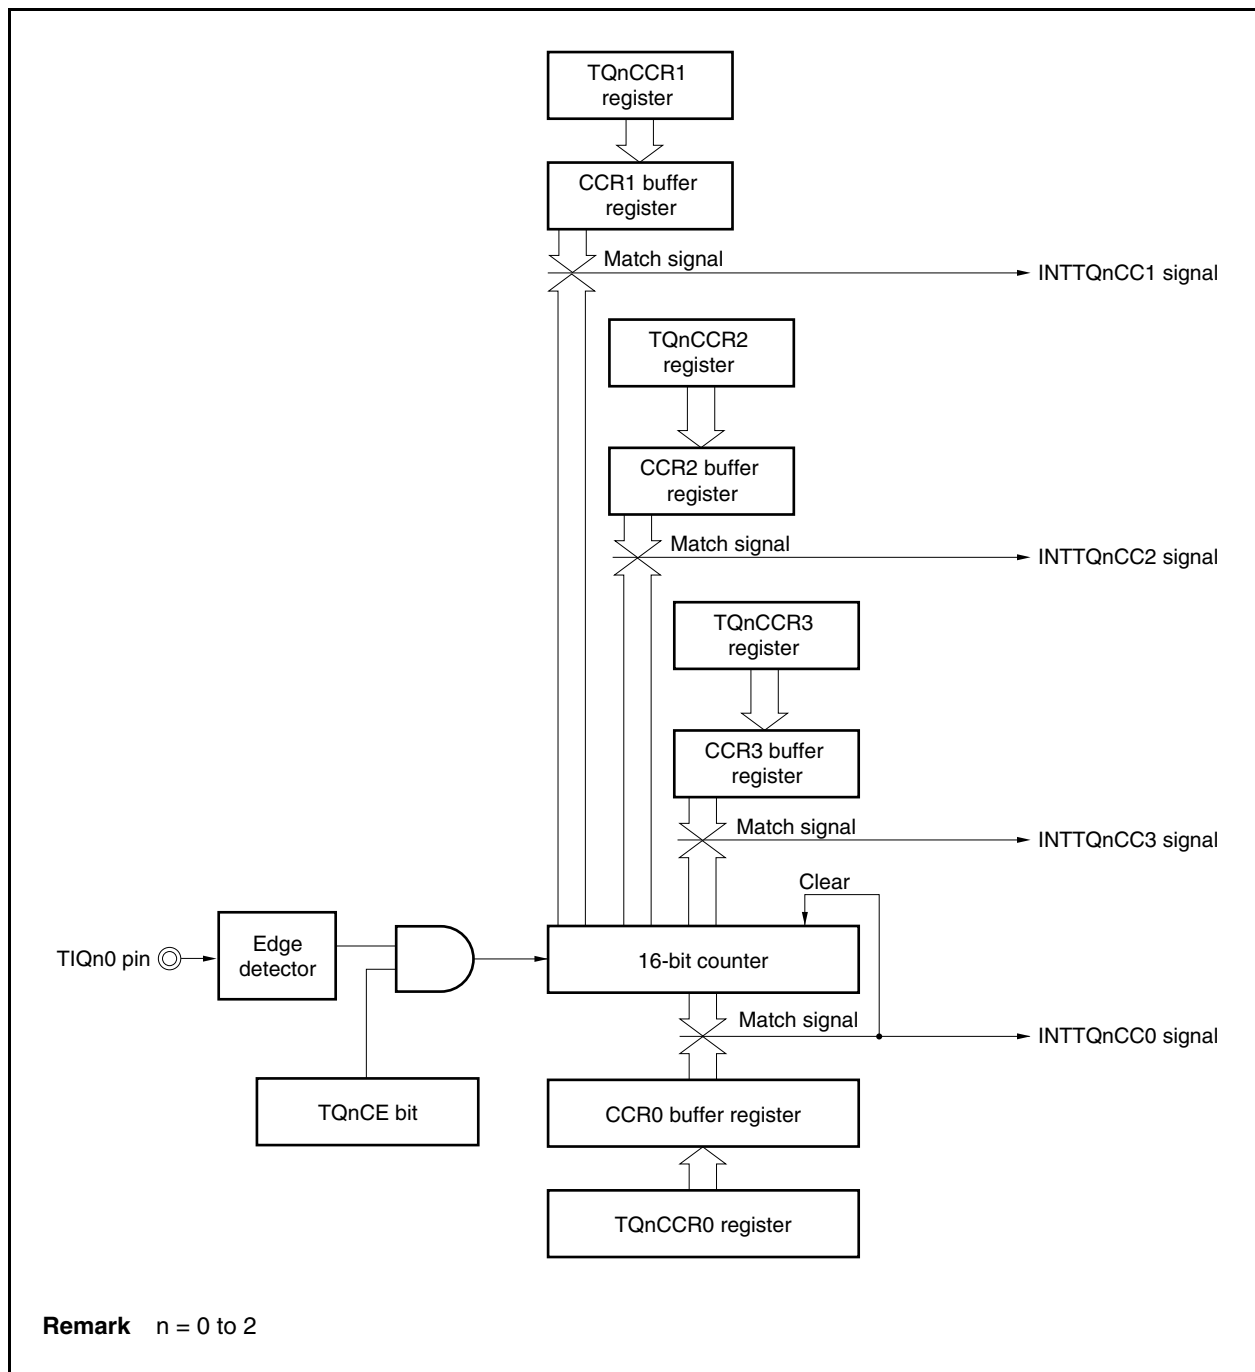 TQnCCR1
register
CCR1 buffer
register
Match signal
INTTQnCC1 signal
TQnCCR2
register
CCR2 buffer
register
Match signal
INTTQnCC2 signal
TQnCCR3
register
CCR3 buffer
register
Match signal
INTTQnCC3 signal
Clear
TIQn0 pin
Edge
detector
16-bit counter
Match signal
INTTQnCC0 signal
TQnCE bit
CCR0 buffer register
TQnCCR0 register
Remark n = 0 to 2